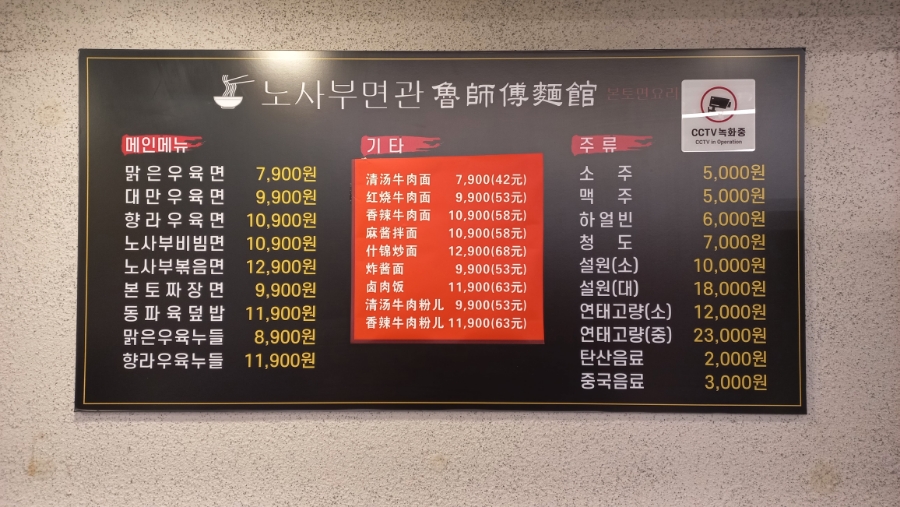 노사부면관 魯師傅麵館 본토만요리
CCTV 녹화중
CCTV in Operation
메인메뉴
맑은우육면 7,900원
대만우육면 9,900원
향라우육면 10,900원
노사부비빔면 10,900원
노사부볶음면 12,900원
본토짜장면 9,900원
동파육덮밥 11,900원
맑은우육누들 8,900원
향라우육누들 11,900원
기타
清汤牛肉面 7,900(42元)
红烧牛肉面 9,900(53元)
香辣牛肉面 10,900(58元)
麻酱拌面 10,900(58元)
什锦炒面 12,900(68元)
炸酱面 9,900(53元)
卤肉饭 11,900(63元)
清汤牛肉粉儿 9,900(53元)
香辣牛肉粉儿 11,900(63元)
주류
소주 5,000원
맥주 5,000원
하얼빈 6,000원
청도 7,000원
설원(소) 10,000원
설원(대) 18,000원
연태고량(소) 12,000원
연태고량(중) 23,000원
탄산음료 2,000원
중국음료 3,000원